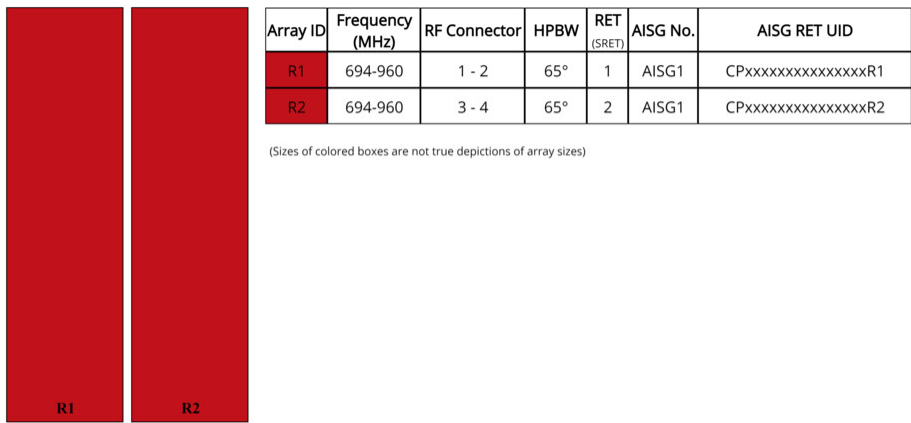 Array ID Frequency (MHz) RF Connector HPBW RET (SRET) AISG No. AISG RET UID
R1 694-960 1 - 2 65° 1 AISG1 CPxxxxxxxxxxxxxxxR1
R2 694-960 3 - 4 65° 2 AISG1 CPxxxxxxxxxxxxxxxR2
(Sizes of colored boxes are not true depictions of array sizes)
R1 R2